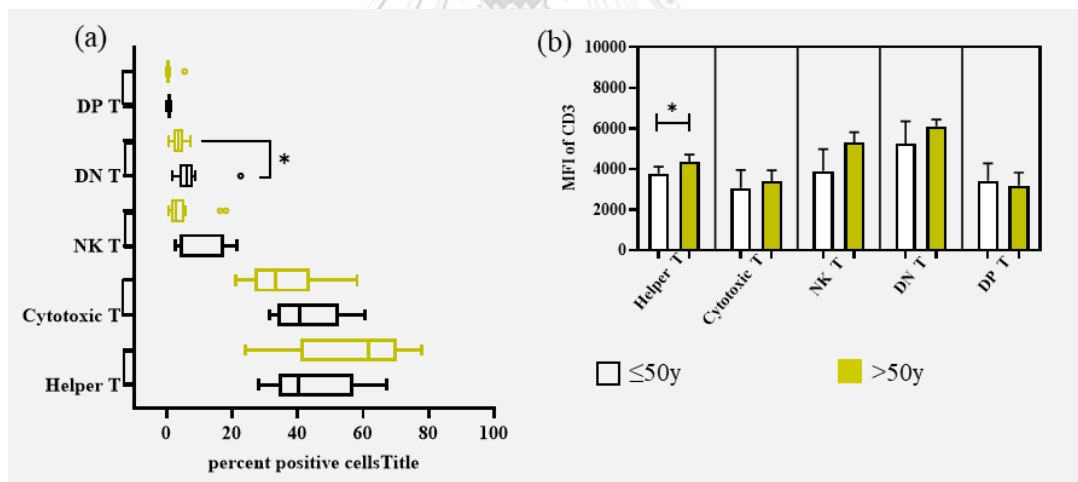 (a)
DP T
DN T
*
NK T
Cytotoxic T
Helper T
0 20 40 60 80 100
percent positive cellsTitle
(b)
10000
8000
6000
4000
2000
0
MFI of CD3
*
Helper T
Cytotoxic T
NK T
DN T
DP T
≤50y
>50y